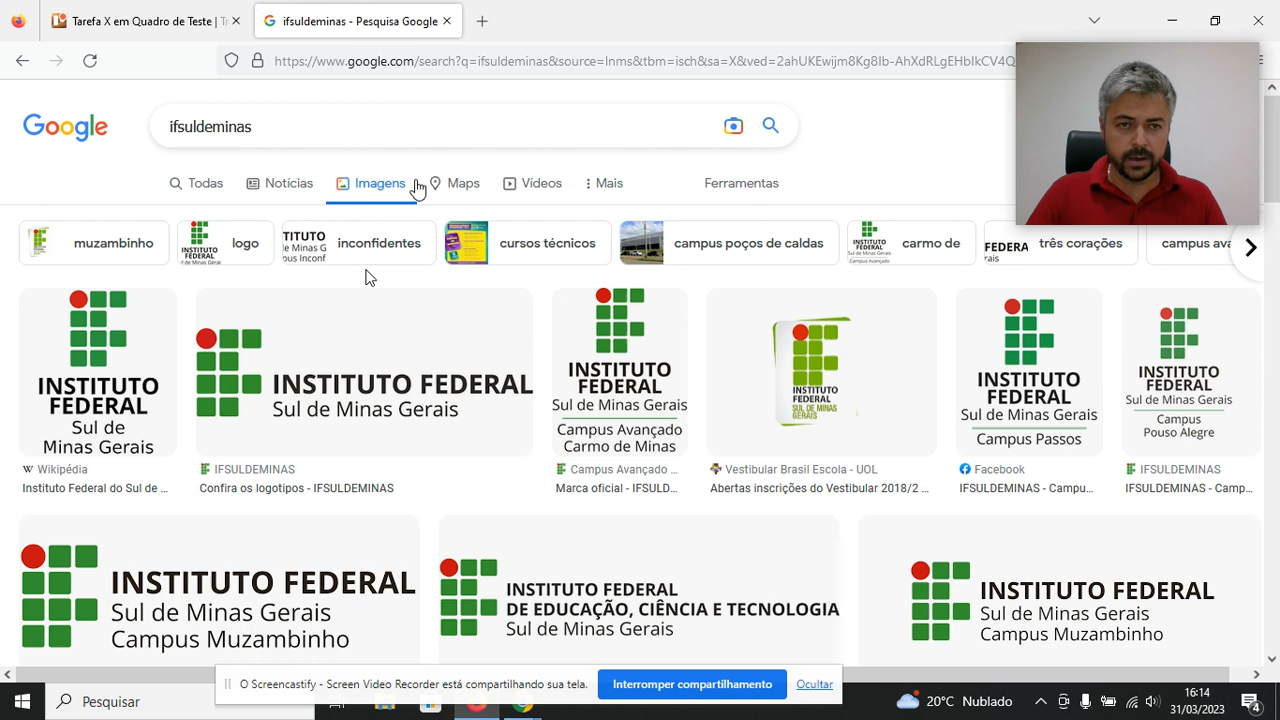 Tarefa X em Quadro de Teste | T
ifsuldeminas - Pesquisa Google
https://www.google.com/search?q=ifsuldeminas&source=lnms&tbm=isch&sa=X&ved=2ahUKEwijm8Kg8Ib-AhXdRLgEHbIkCV4Q
Google
ifsuldeminas
Todas
Notícias
Imagens
Maps
Vídeos
Mais
Ferramentas
muzambinho
logo
inconfidentes
cursos técnicos
campus poços de caldas
carmo de
três corações
campus ava
INSTITUTO
FEDERAL
Sul de
Minas Gerais
INSTITUTO FEDERAL
Sul de Minas Gerais
INSTITUTO
FEDERAL
Sul de Minas Gerais
Campus Avançado
Carmo de Minas
INSTITUTO
FEDERAL
SUL DE MINAS
GERAIS
INSTITUTO
FEDERAL
Sul de Minas Gerais
Campus Passos
INSTITUTO
FEDERAL
Sul de Minas Gerais
Campus
Pouso Alegre
Wikipédia
Instituto Federal do Sul de ...
IFSULDEMINAS
Confira os logotipos - IFSULDEMINAS
Campus Avançado ...
Marca oficial - IFSULD...
Vestibular Brasil Escola - UOL
Abertas inscrições do Vestibular 2018/2 ...
Facebook
IFSULDEMINAS - Campu...
IFSULDEMINAS
IFSULDEMINAS - Camp...
INSTITUTO FEDERAL
Sul de Minas Gerais
Campus Muzambinho
INSTITUTO FEDERAL
DE EDUCAÇÃO, CIÊNCIA E TECNOLOGIA
Sul de Minas Gerais
INSTITUTO FEDERAL
Sul de Minas Gerais
Campus Muzambinho
O Screencastify - Screen Video Recorder está compartilhando sua tela.
Interromper compartilhamento
Ocultar
Pesquisar
20°C Nublado
16:14
31/03/2023
4